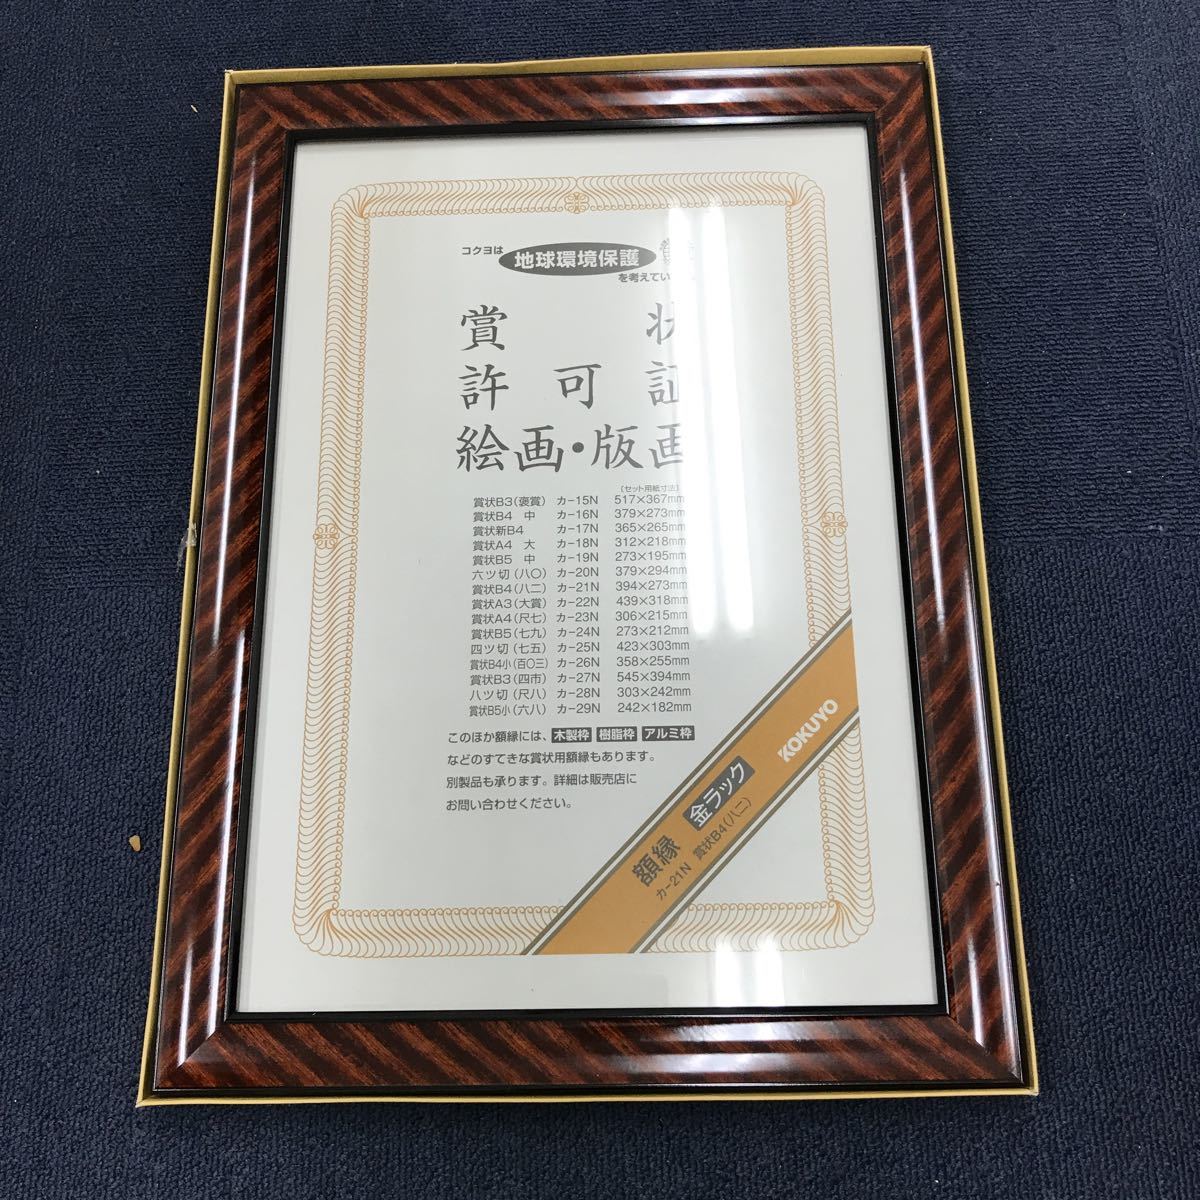 コクヨは 地球環境保護
を考えてい
賞 状
許 可 証
絵画・版画
〔セット用紙寸法〕
賞状B3(褒賞) カ-15N 517×367mm
賞状B4 中 カ-16N 379×273mm
賞状新B4 カ-17N 365×265mm
賞状A4 大 カ-18N 312×218mm
賞状B5 中 カ-19N 273×195mm
六ツ切(八〇) カ-20N 379×294mm
賞状B4(八二) カ-21N 394×273mm
賞状A3(大賞) カ-22N 439×318mm
賞状A4(尺七) カ-23N 306×215mm
賞状B5(七九) カ-24N 273×212mm
四ツ切(七五) カ-25N 423×303mm
賞状B4小(百〇三) カ-26N 358×255mm
賞状B3(四市) カ-27N 545×394mm
八ツ切(尺八) カ-28N 303×242mm
賞状B5小(六八) カ-29N 242×182mm
このほか額縁には、木製枠 樹脂枠 アルミ枠
などのすてきな賞状用額縁もあります。
別製品も承ります。詳細は販売店に
お問い合わせください。
KOKUYO
額縁 金ラック
カ-21N 賞状B4(八二)